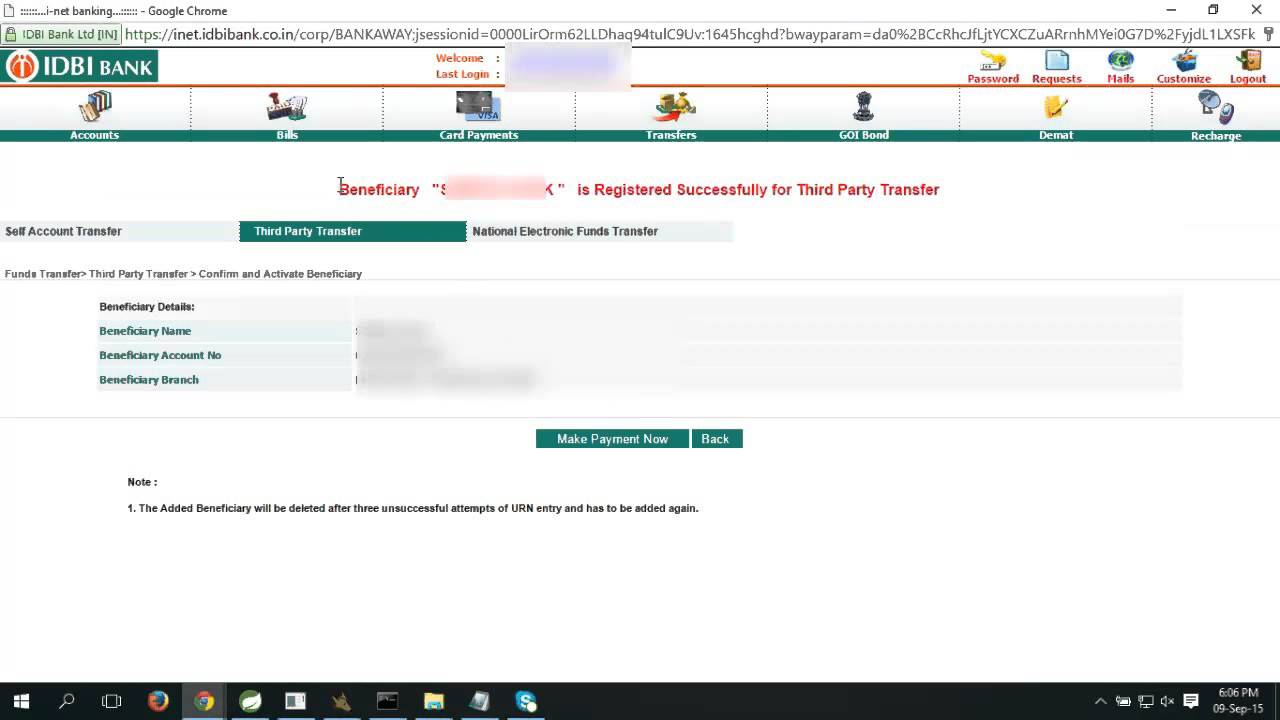 ::::::::...i-net banking...:::::: - Google Chrome
IDBI Bank Ltd [IN] https://inet.idbibank.co.in/corp/BANKAWAY;jsessionid=0000LirOrm62LLDhaq94tulC9Uv:1645hcghd?bwayparam=da0%2BCcRhcJfLjtYCXCZuARrnhMYei0G7D%2FyjdL1LXSFk
IDBI BANK
Welcome :
Last Login :
Password Requests Mails Customize Logout
VISA
Accounts Bills Card Payments Transfers GOI Bond Demat Recharge
Beneficiary " " is Registered Successfully for Third Party Transfer
Self Account Transfer Third Party Transfer National Electronic Funds Transfer
Funds Transfer> Third Party Transfer > Confirm and Activate Beneficiary
Beneficiary Details:
Beneficiary Name
Beneficiary Account No
Beneficiary Branch
Make Payment Now Back
Note :
1. The Added Beneficiary will be deleted after three unsuccessful attempts of URN entry and has to be added again.
6:06 PM
09-Sep-15